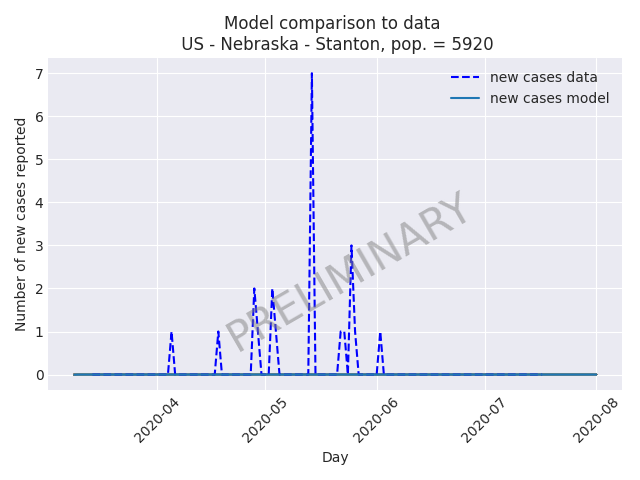 Model comparison to data
US - Nebraska - Stanton, pop. = 5920
new cases data
new cases model
Number of new cases reported
7
6
5
4
3
2
1
0
PRELIMINARY
2020-04
2020-05
2020-06
2020-07
2020-08
Day